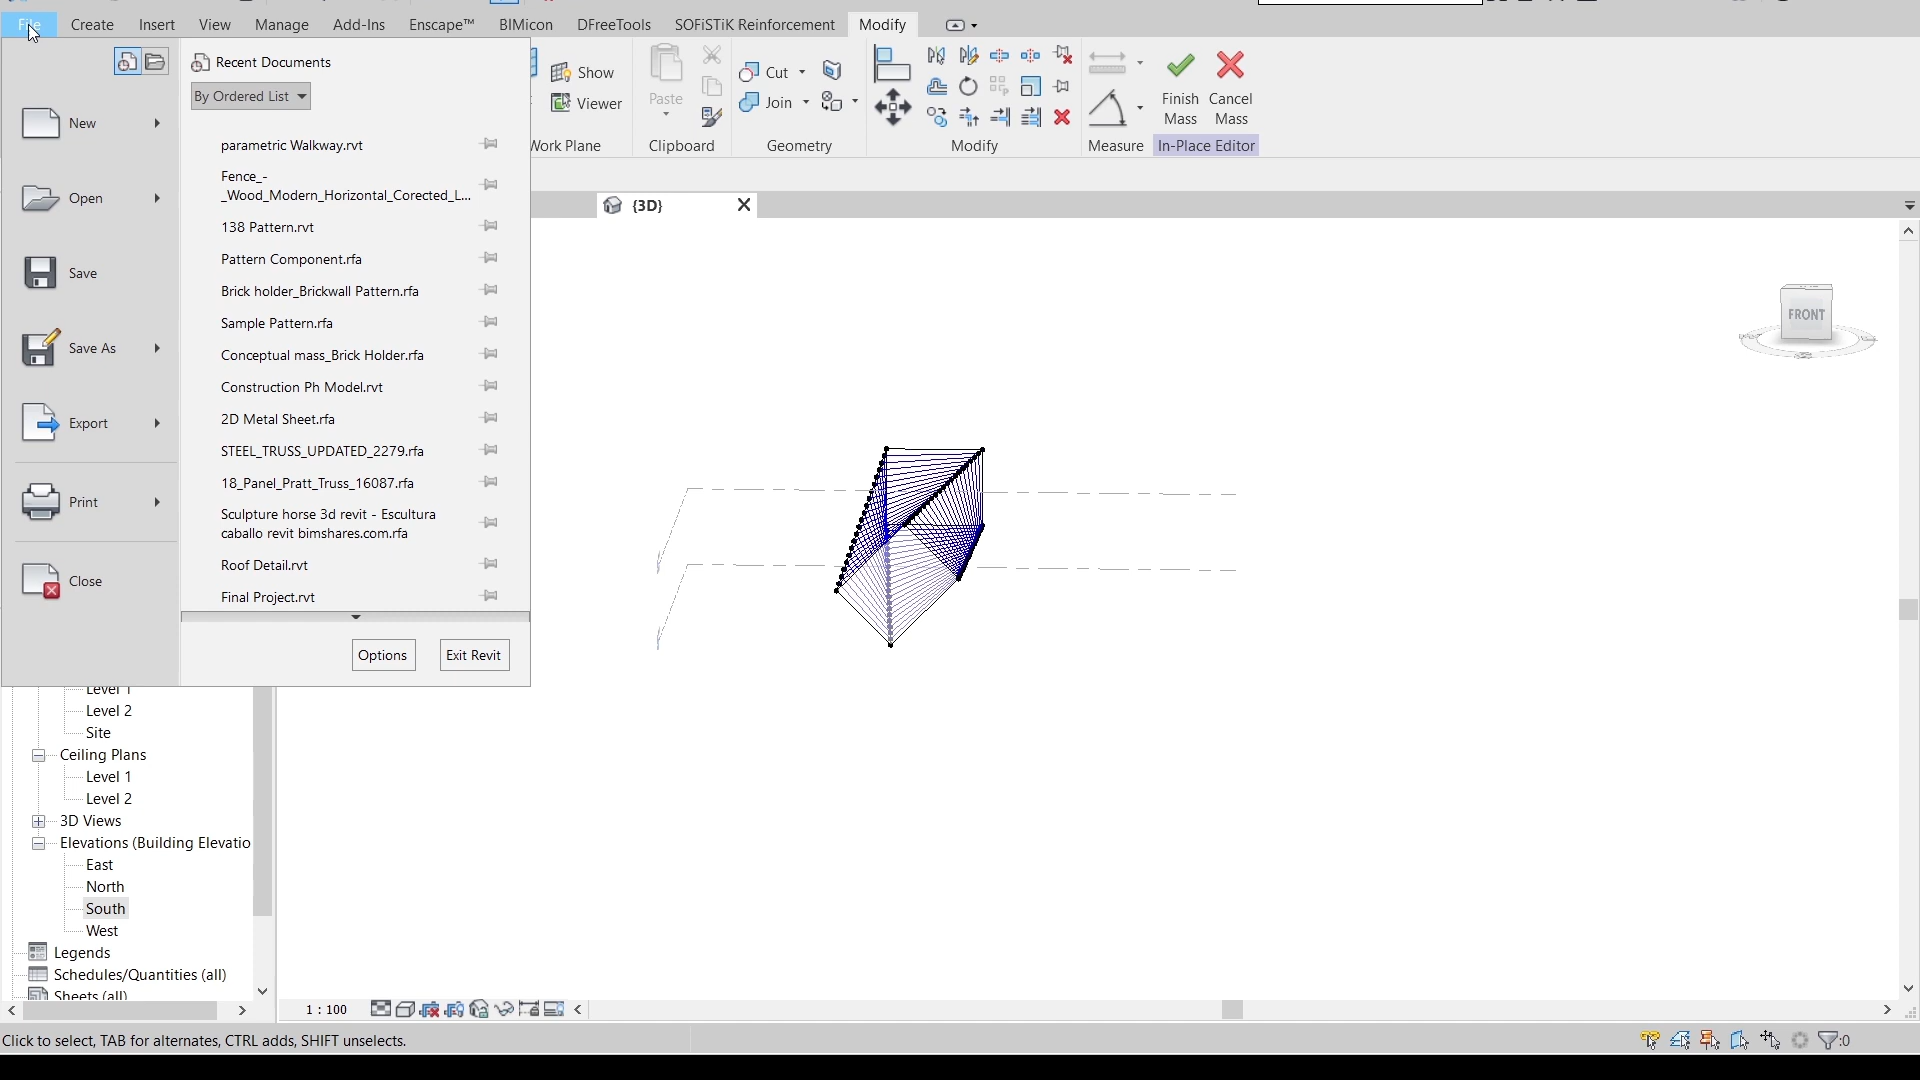 File
Create
Insert
View
Manage
Add-Ins
Enscape™
BIMicon
DFreeTools
SOFiSTiK Reinforcement
Modify
Recent Documents
By Ordered List
New
Open
Save
Save As
Export
Print
Close
parametric Walkway.rvt
Fence_-
_Wood_Modern_Horizontal_Corected_L...
138 Pattern.rvt
Pattern Component.rfa
Brick holder_Brickwall Pattern.rfa
Sample Pattern.rfa
Conceptual mass_Brick Holder.rfa
Construction Ph Model.rvt
2D Metal Sheet.rfa
STEEL_TRUSS_UPDATED_2279.rfa
18_Panel_Pratt_Truss_16087.rfa
Sculpture horse 3d revit - Escultura
caballo revit bimshares.com.rfa
Roof Detail.rvt
Final Project.rvt
Options
Exit Revit
Show
Viewer
Work Plane
Paste
Clipboard
Cut
Join
Geometry
Modify
Measure
Finish
Mass
Cancel
Mass
In-Place Editor
{3D}
FRONT
Level 1
Level 2
Site
Ceiling Plans
Level 1
Level 2
3D Views
Elevations (Building Elevatio
East
North
South
West
Legends
Schedules/Quantities (all)
Sheets (all)
1 : 100
Click to select, TAB for alternates, CTRL adds, SHIFT unselects.
:0